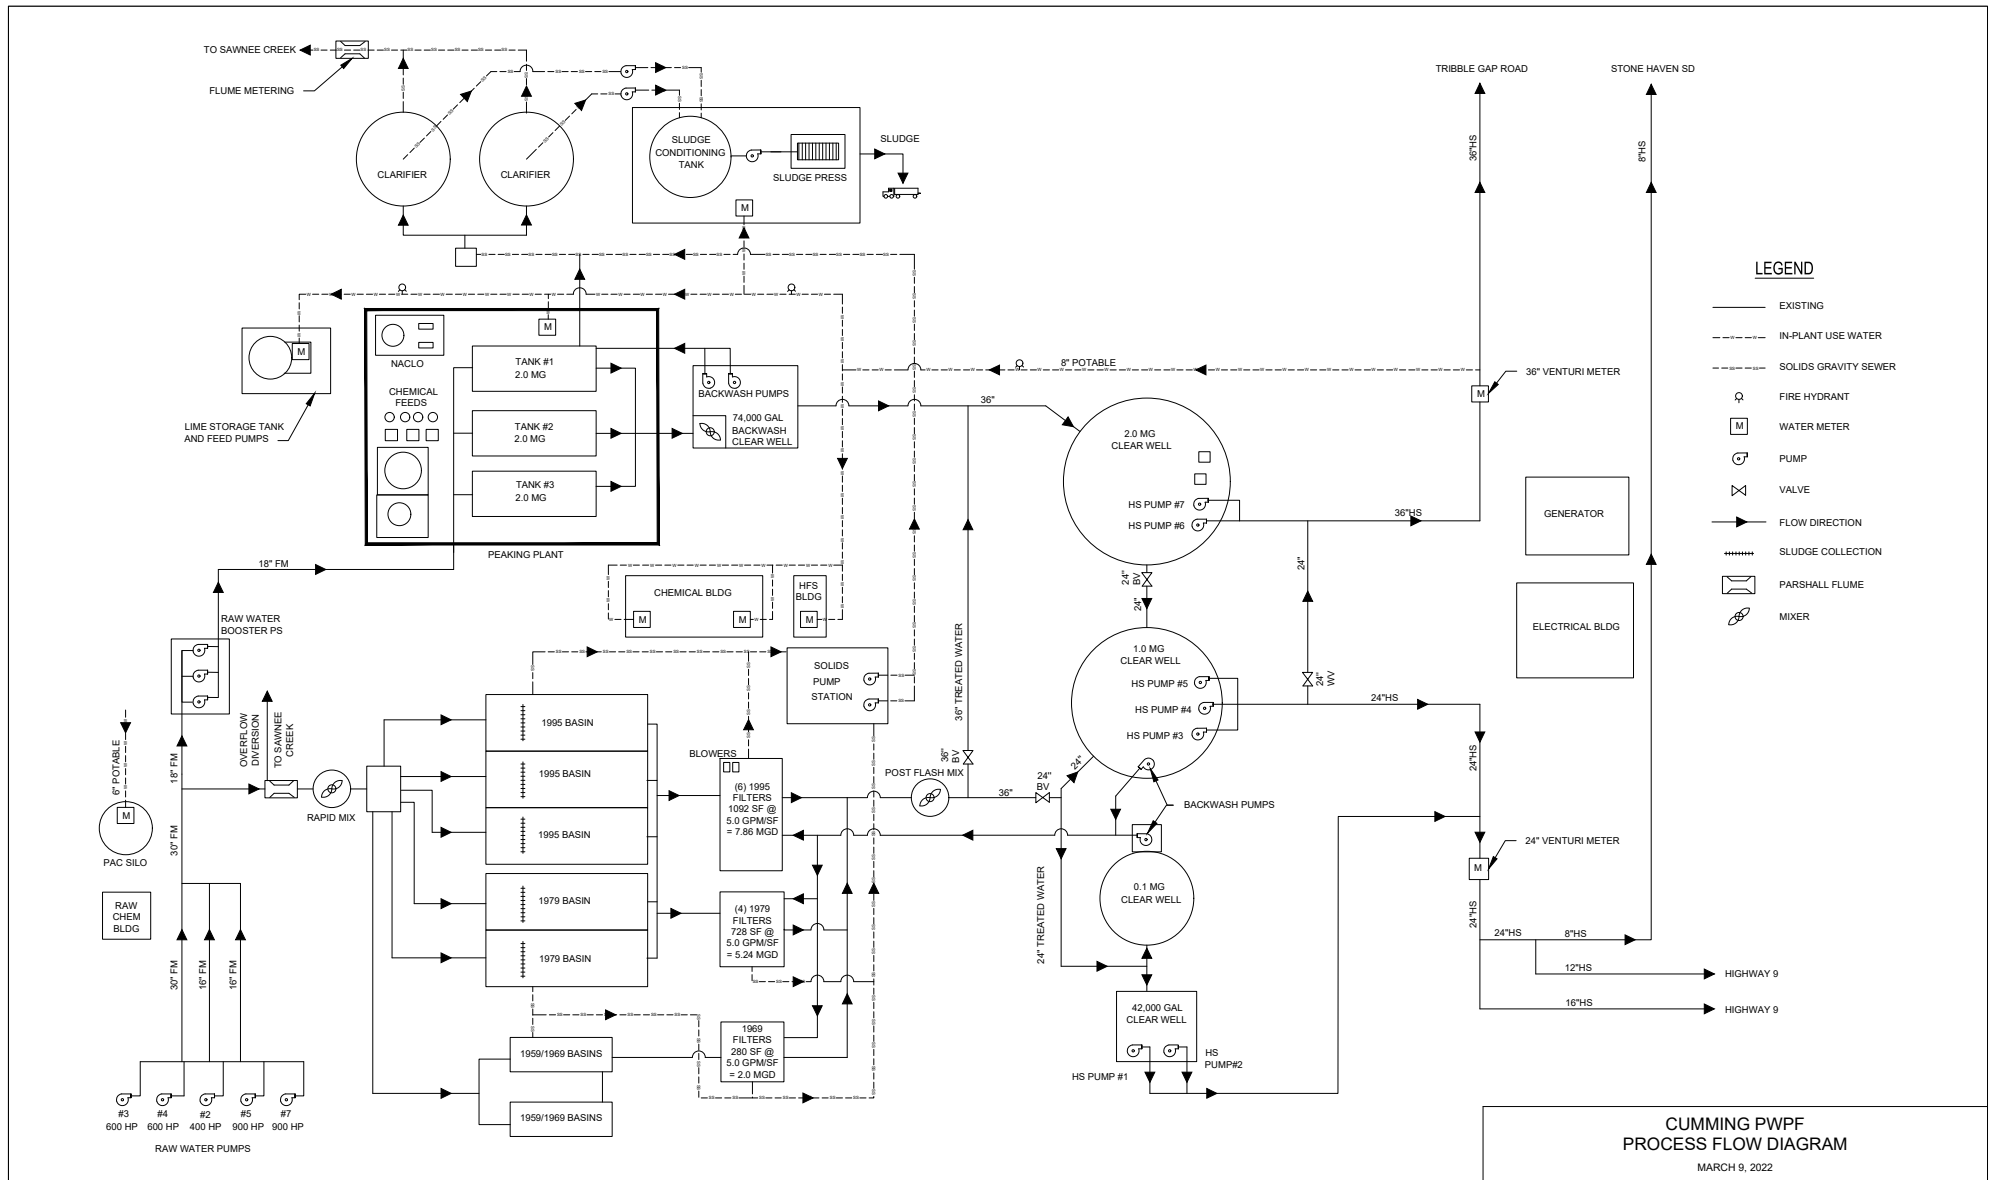 TO SAWNEE CREEK
FLUME METERING
CLARIFIER
CLARIFIER
SLUDGE
CONDITIONING
TANK
SLUDGE PRESS
SLUDGE
M
TRIBBLE GAP ROAD
STONE HAVEN SD
36"HS
8"HS
LEGEND
EXISTING
IN-PLANT USE WATER
SOLIDS GRAVITY SEWER
FIRE HYDRANT
M
WATER METER
PUMP
VALVE
FLOW DIRECTION
SLUDGE COLLECTION
PARSHALL FLUME
MIXER
M
LIME STORAGE TANK
AND FEED PUMPS
NACLO
CHEMICAL
FEEDS
M
TANK #1
2.0 MG
TANK #2
2.0 MG
TANK #3
2.0 MG
PEAKING PLANT
BACKWASH PUMPS
74,000 GAL
BACKWASH
CLEAR WELL
8" POTABLE
36" VENTURI METER
M
36"
2.0 MG
CLEAR WELL
HS PUMP #7
HS PUMP #6
36"HS
GENERATOR
ELECTRICAL BLDG
18" FM
RAW WATER
BOOSTER PS
CHEMICAL BLDG
M
M
HFS
BLDG
M
24"
BV
24"
24"
24"
WV
1.0 MG
CLEAR WELL
HS PUMP #5
HS PUMP #4
HS PUMP #3
24"HS
24"HS
SOLIDS
PUMP
STATION
36" TREATED WATER
36"
BV
6" POTABLE
M
PAC SILO
18" FM
30" FM
OVERFLOW
DIVERSION
TO SAWNEE
CREEK
RAPID MIX
1995 BASIN
1995 BASIN
1995 BASIN
1979 BASIN
1979 BASIN
BLOWERS
(6) 1995
FILTERS
1092 SF @
5.0 GPM/SF
= 7.86 MGD
POST FLASH MIX
36"
24"
BV
24"
BACKWASH PUMPS
24" VENTURI METER
M
(4) 1979
FILTERS
728 SF @
5.0 GPM/SF
= 5.24 MGD
0.1 MG
CLEAR WELL
24" TREATED WATER
RAW
CHEM
BLDG
30" FM
16" FM
16" FM
24"HS
24"HS
8"HS
12"HS
HIGHWAY 9
16"HS
HIGHWAY 9
1959/1969 BASINS
1959/1969 BASINS
1969
FILTERS
280 SF @
5.0 GPM/SF
= 2.0 MGD
42,000 GAL
CLEAR WELL
HS PUMP #1
HS
PUMP#2
#3
600 HP
#4
600 HP
#2
400 HP
#5
900 HP
#7
900 HP
RAW WATER PUMPS
CUMMING PWPF
PROCESS FLOW DIAGRAM
MARCH 9, 2022